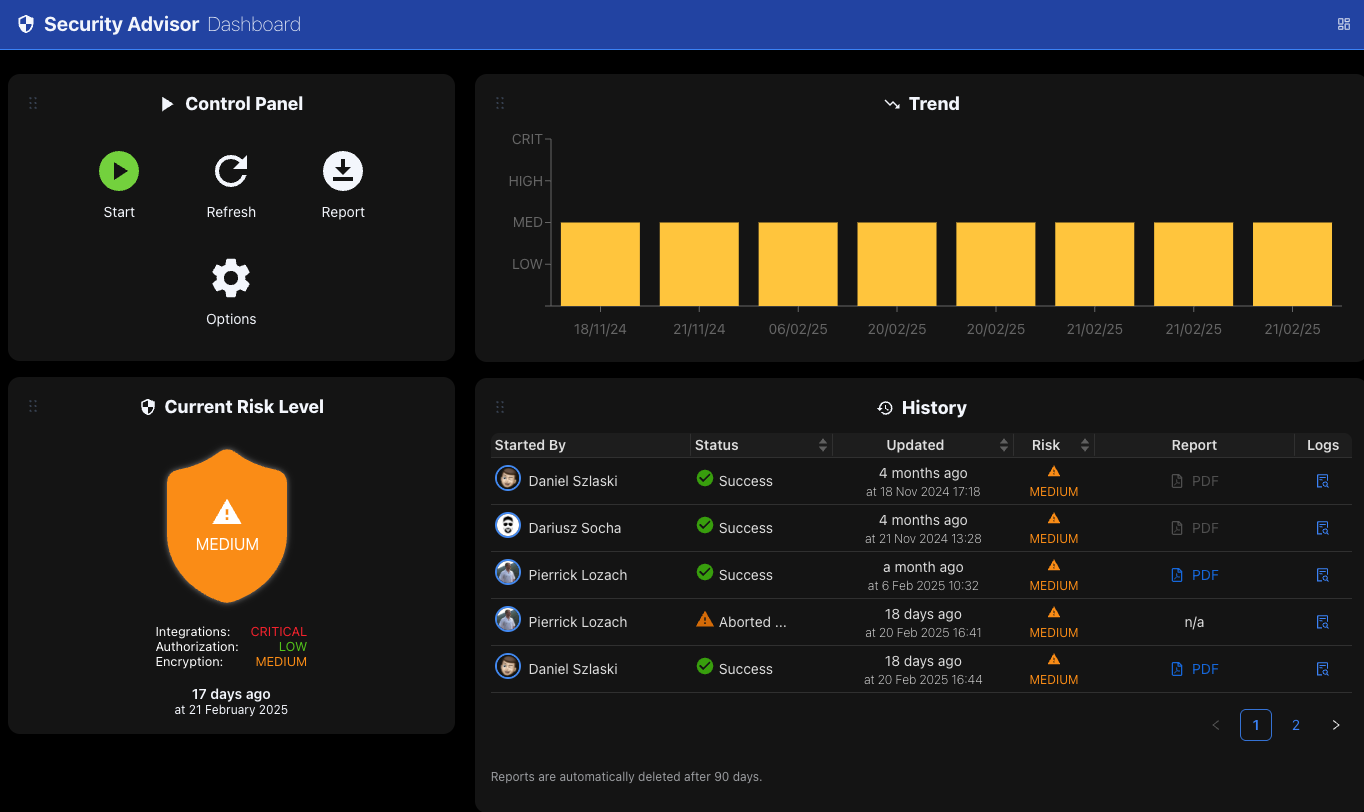 Security Advisor Dashboard
Control Panel
Start
Refresh
Report
Options
Trend
CRIT
HIGH
MED
LOW
18/11/24
21/11/24
06/02/25
20/02/25
20/02/25
21/02/25
21/02/25
21/02/25
Current Risk Level
MEDIUM
Integrations: CRITICAL
Authorization: LOW
Encryption: MEDIUM
17 days ago
at 21 February 2025
History
Started By Status Updated Risk Report Logs
Daniel Szlaski Success 4 months ago at 18 Nov 2024 17:18 MEDIUM PDF
Dariusz Socha Success 4 months ago at 21 Nov 2024 13:28 MEDIUM PDF
Pierrick Lozach Success a month ago at 6 Feb 2025 10:32 MEDIUM PDF
Pierrick Lozach Aborted ... 18 days ago at 20 Feb 2025 16:41 MEDIUM n/a
Daniel Szlaski Success 18 days ago at 20 Feb 2025 16:44 MEDIUM PDF
< 1 2 >
Reports are automatically deleted after 90 days.